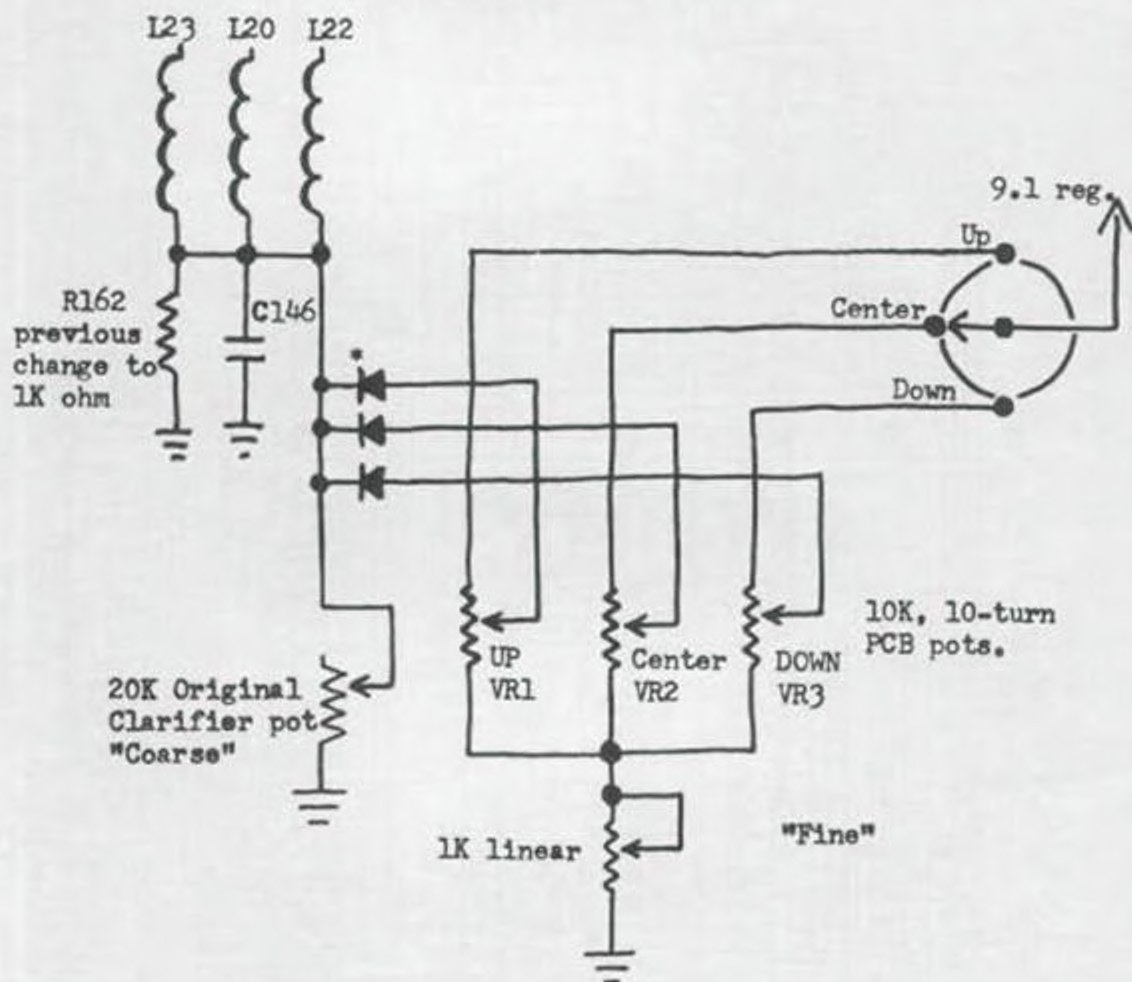 L23 L20 L22
9.1 reg.
Up
Center
Down
R162
previous
change to
1K ohm
C146
*
UP
VR1
Center
VR2
DOWN
VR3
10K, 10-turn
PCB pots.
20K Original
Clarifier pot
"Coarse"
1K linear
"Fine"